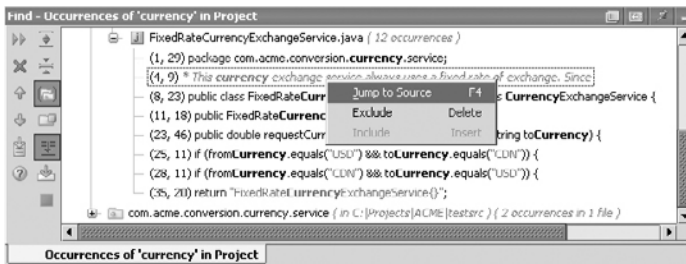 Find - Occurrences of 'currency' in Project
FixedRateCurrencyExchangeService.java ( 12 occurrences )
(1, 29) package com.acme.conversion.currency.service;
(4, 9) * This currency exchange service always uses a fixed rate of exchange. Since
Jump to Source F4
(8, 23) public class FixedRateCurr s CurrencyExchangeService {
Exclude Delete
(11, 18) public FixedRateCurrenc
Include Insert
(23, 46) public double requestCurr tring toCurrency) {
(25, 11) if (fromCurrency.equals("USD") && toCurrency.equals("CDN")) {
(28, 11) if (fromCurrency.equals("CDN") && toCurrency.equals("USD")) {
(35, 20) return "FixedRateCurrencyExchangeService{}";
com.acme.conversion.currency.service ( in C:\Projects\ACME\testsrc ) ( 2 occurrences in 1 file )
Occurrences of 'currency' in Project